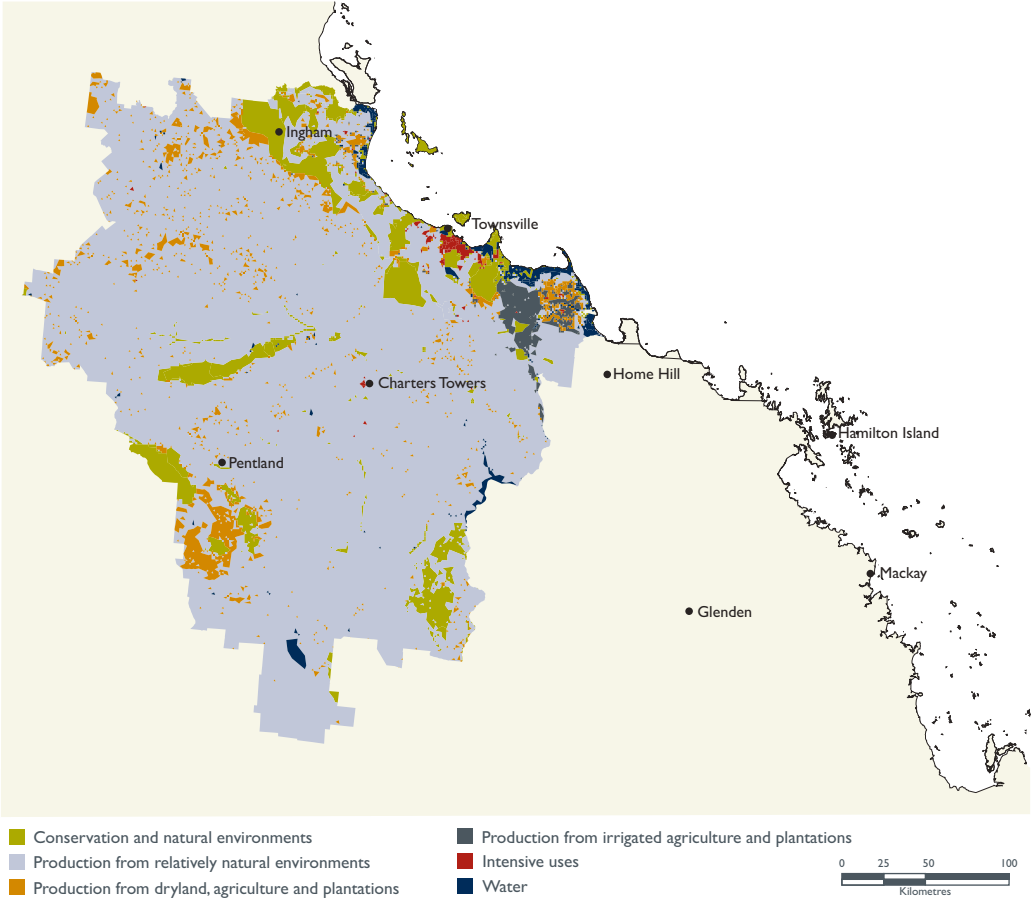 Ingham
Townsville
Charters Towers
Home Hill
Hamilton Island
Pentland
Mackay
Glenden
Conservation and natural environments
Production from relatively natural environments
Production from dryland, agriculture and plantations
Production from irrigated agriculture and plantations
Intensive uses
Water
0 25 50 100
Kilometres